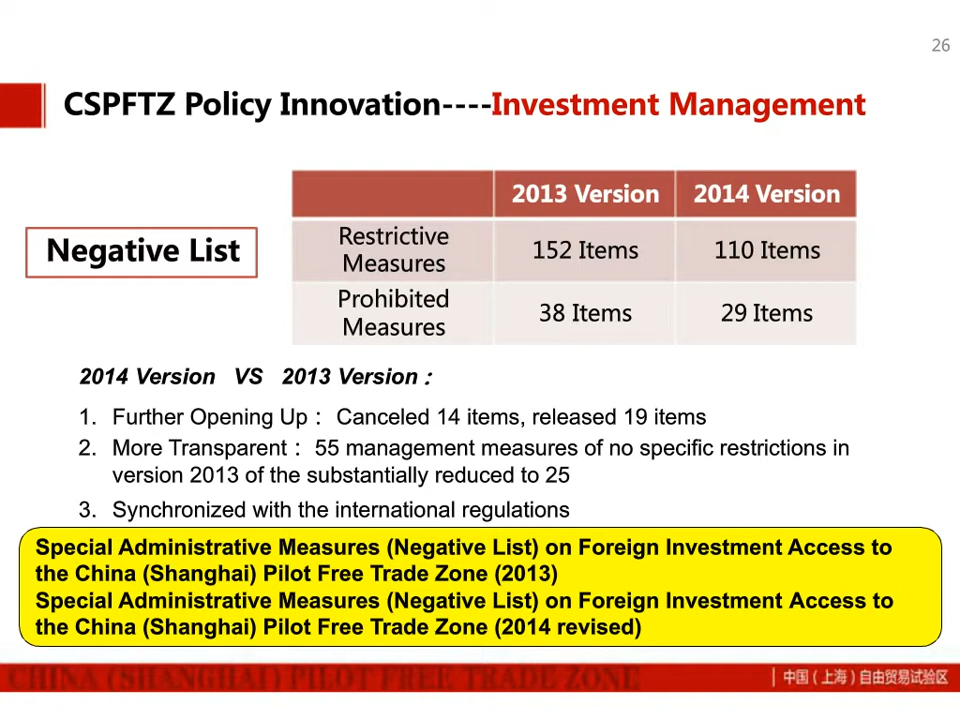 26
CSPFTZ Policy Innovation----Investment Management
2013 Version 2014 Version
Negative List
Restrictive
Measures
152 Items 110 Items
Prohibited
Measures
38 Items 29 Items
2014 Version VS 2013 Version：
1. Further Opening Up： Canceled 14 items, released 19 items
2. More Transparent： 55 management measures of no specific restrictions in
version 2013 of the substantially reduced to 25
3. Synchronized with the international regulations
Special Administrative Measures (Negative List) on Foreign Investment Access to
the China (Shanghai) Pilot Free Trade Zone (2013)
Special Administrative Measures (Negative List) on Foreign Investment Access to
the China (Shanghai) Pilot Free Trade Zone (2014 revised)
CHINA (SHANGHAI) PILOT FREE TRADE ZONE
中国（上海）自由贸易试验区